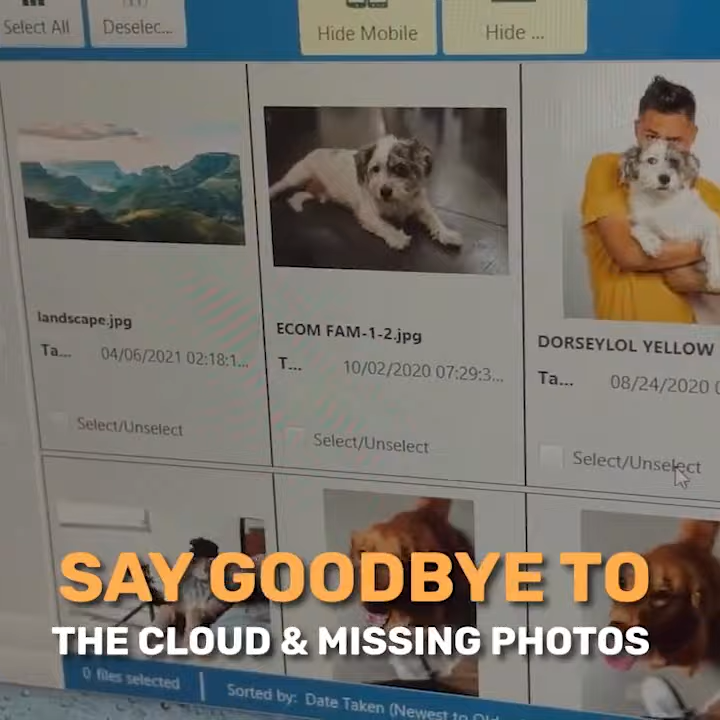 Select All
Deselec...
Hide Mobile
Hide ...
landscape.jpg
Ta... 04/06/2021 02:18:1...
Select/Unselect
ECOM FAM-1-2.jpg
T... 10/02/2020 07:29:3...
Select/Unselect
DORSEYLOL YELLOW
Ta... 08/24/2020
Select/Unselect
SAY GOODBYE TO
THE CLOUD & MISSING PHOTOS
0 files selected
Sorted by: Date Taken (Newest to